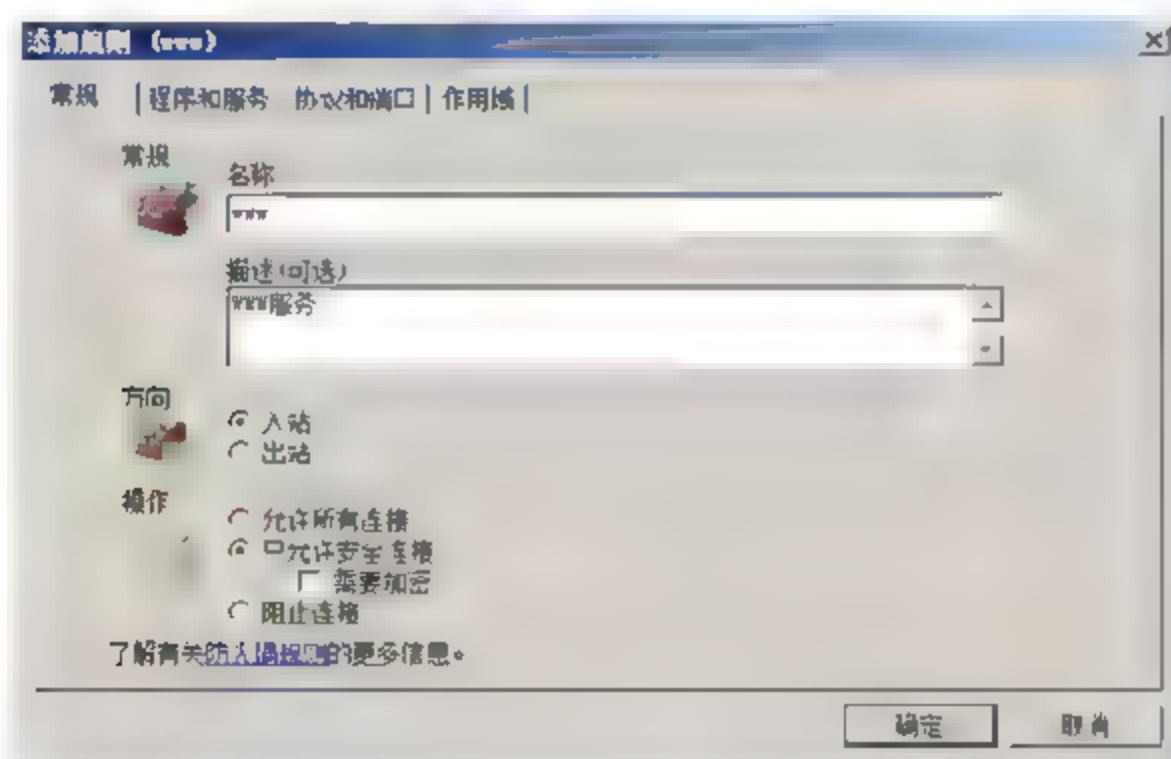 添加规则 (www)
常规 程序和服务 协议和端口 作用域
常规
名称
www
描述(可选)
www服务
方向
入站
出站
操作
允许所有连接
只允许安全连接
需要加密
阻止连接
了解有关防火墙规则的更多信息。
确定 取消